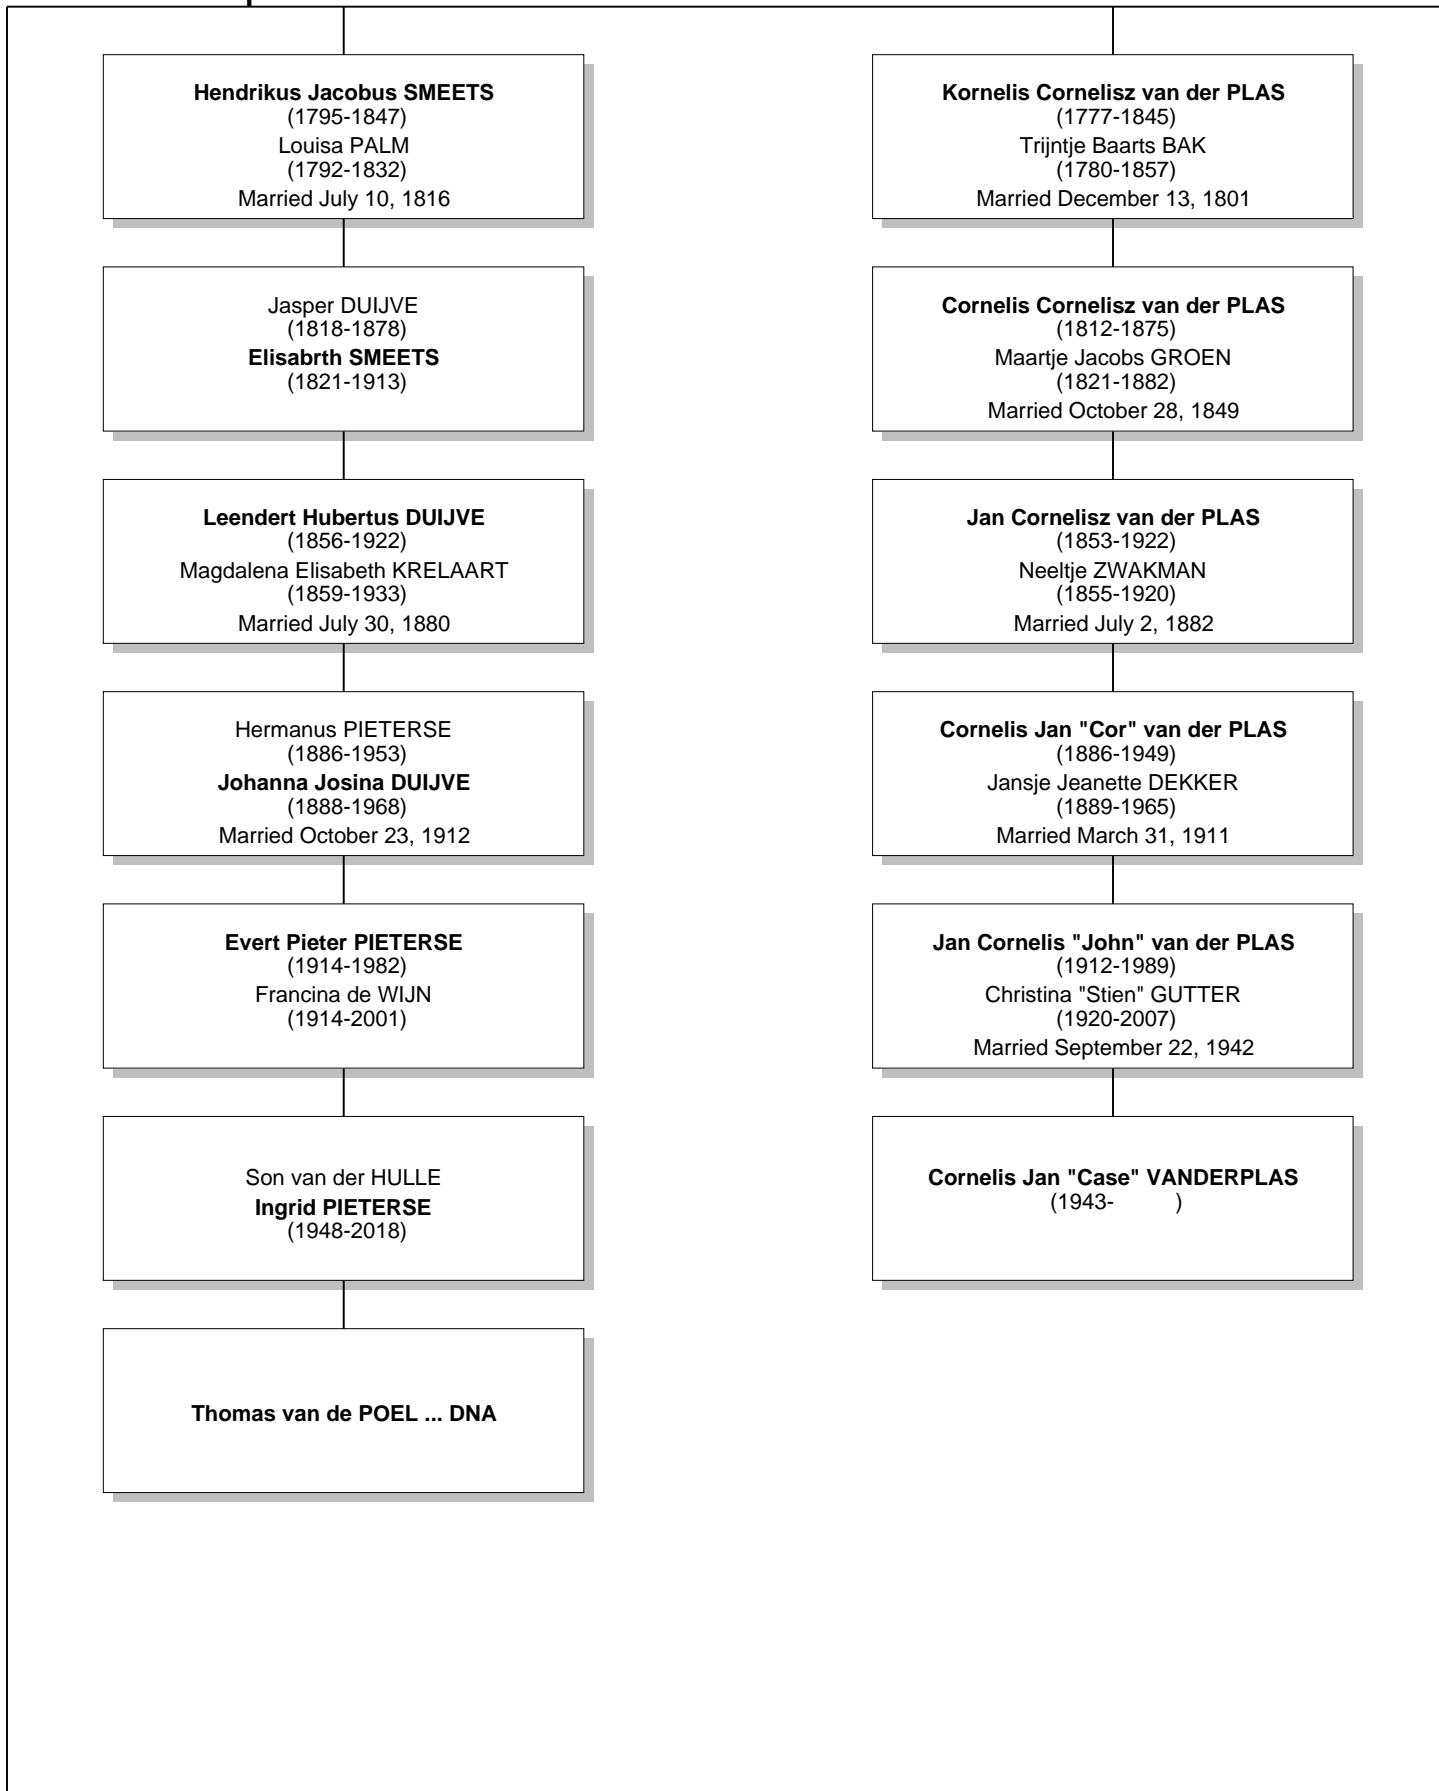 Hendrikus Jacobus SMEETS
(1795-1847)
Louisa PALM
(1792-1832)
Married July 10, 1816
Jasper DUIJVE
(1818-1878)
Elisabrth SMEETS
(1821-1913)
Leendert Hubertus DUIJVE
(1856-1922)
Magdalena Elisabeth KRELAART
(1859-1933)
Married July 30, 1880
Hermanus PIETERSE
(1886-1953)
Johanna Josina DUIJVE
(1888-1968)
Married October 23, 1912
Evert Pieter PIETERSE
(1914-1982)
Francina de WIJN
(1914-2001)
Son van der HULLE
Ingrid PIETERSE
(1948-2018)
Thomas van de POEL ... DNA
Kornelis Cornelisz van der PLAS
(1777-1845)
Trijntje Baarts BAK
(1780-1857)
Married December 13, 1801
Cornelis Cornelisz van der PLAS
(1812-1875)
Maartje Jacobs GROEN
(1821-1882)
Married October 28, 1849
Jan Cornelisz van der PLAS
(1853-1922)
Neeltje ZWAKMAN
(1855-1920)
Married July 2, 1882
Cornelis Jan "Cor" van der PLAS
(1886-1949)
Jansje Jeanette DEKKER
(1889-1965)
Married March 31, 1911
Jan Cornelis "John" van der PLAS
(1912-1989)
Christina "Stien" GUTTER
(1920-2007)
Married September 22, 1942
Cornelis Jan "Case" VANDERPLAS
(1943- )